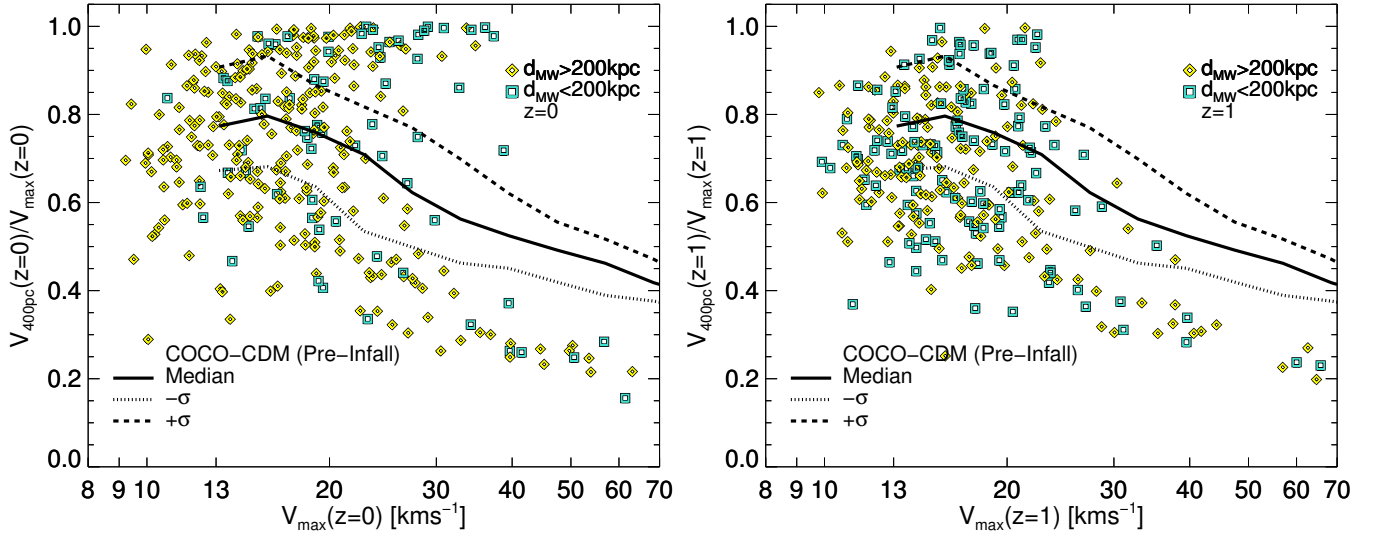 1.0
0.8
0.6
0.4
0.2
0.0
V400pc(z=0)/Vmax(z=0)
dMW>200kpc
dMW<200kpc
z=0
COCO−CDM (Pre−Infall)
Median
−σ
+σ
8 9 10 13 20 30 40 50 60 70
Vmax(z=0) [kms−1]
1.0
0.8
0.6
0.4
0.2
0.0
V400pc(z=1)/Vmax(z=1)
dMW>200kpc
dMW<200kpc
z=1
COCO−CDM (Pre−Infall)
Median
−σ
+σ
8 9 10 13 20 30 40 50 60 70
Vmax(z=1) [kms−1]